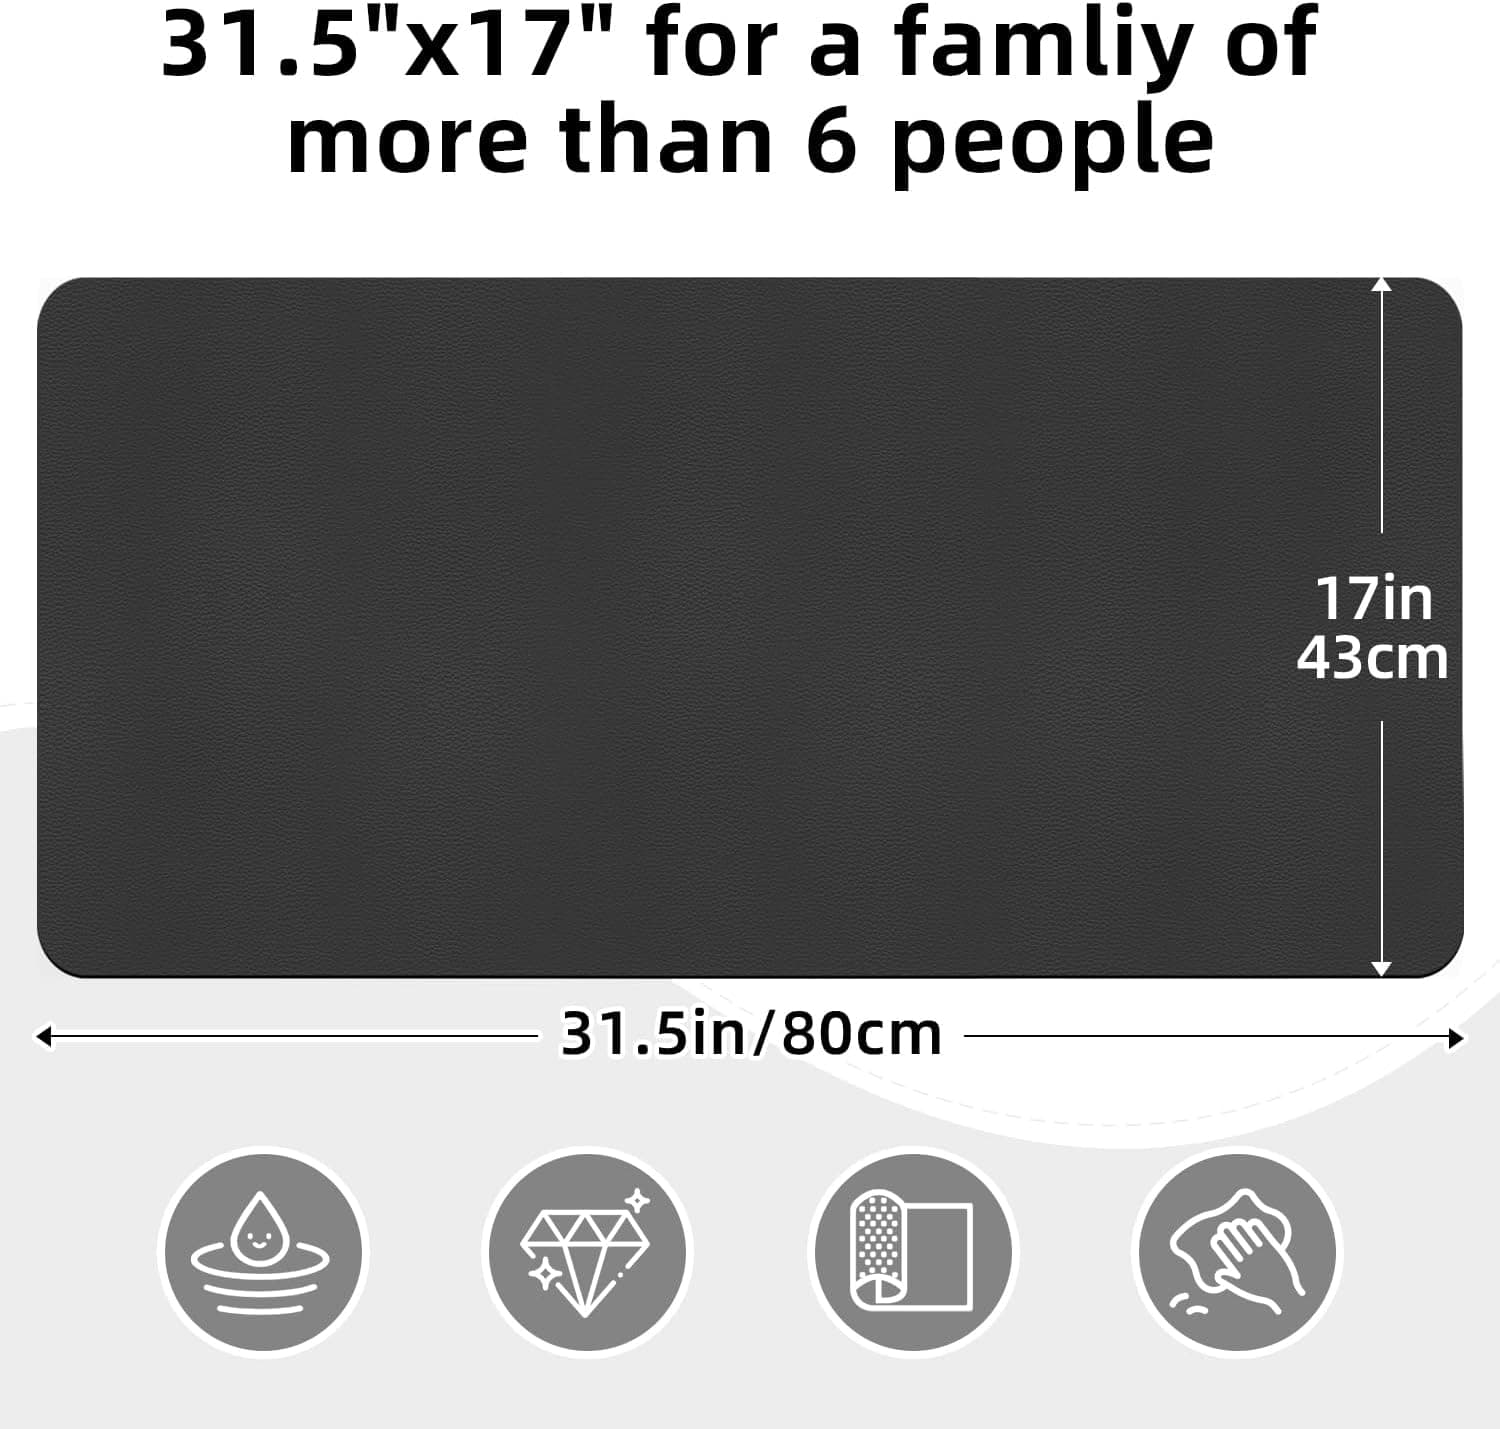 31.5"x17" for a famliy of
more than 6 people
17in
43cm
31.5in/80cm